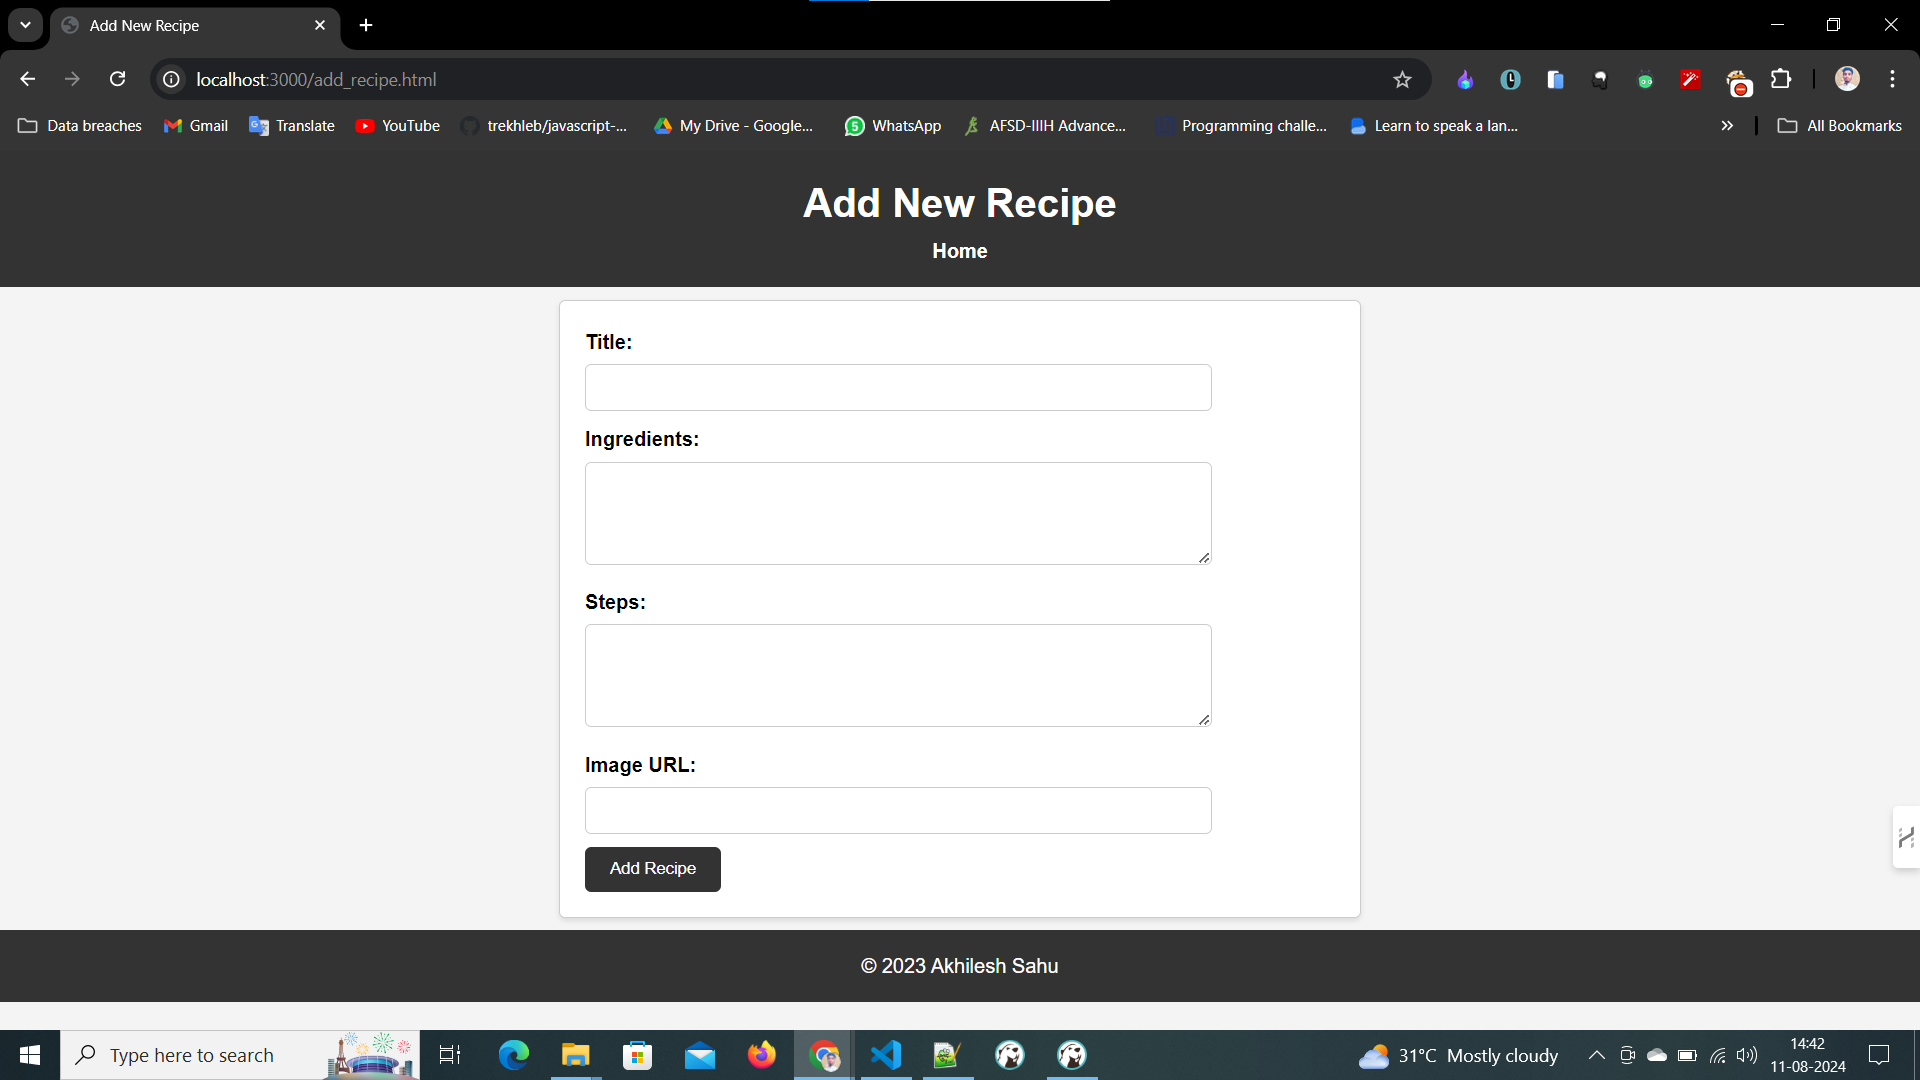 Add New Recipe
localhost:3000/add_recipe.html
Data breaches Gmail Translate YouTube trekhleb/javascript-... My Drive - Google... 5 WhatsApp AFSD-IIIH Advance... Programming challe... Learn to speak a lan... All Bookmarks
Add New Recipe
Home
Title:
Ingredients:
Steps:
Image URL:
Add Recipe
© 2023 Akhilesh Sahu
Type here to search
31°C Mostly cloudy
14:42
11-08-2024